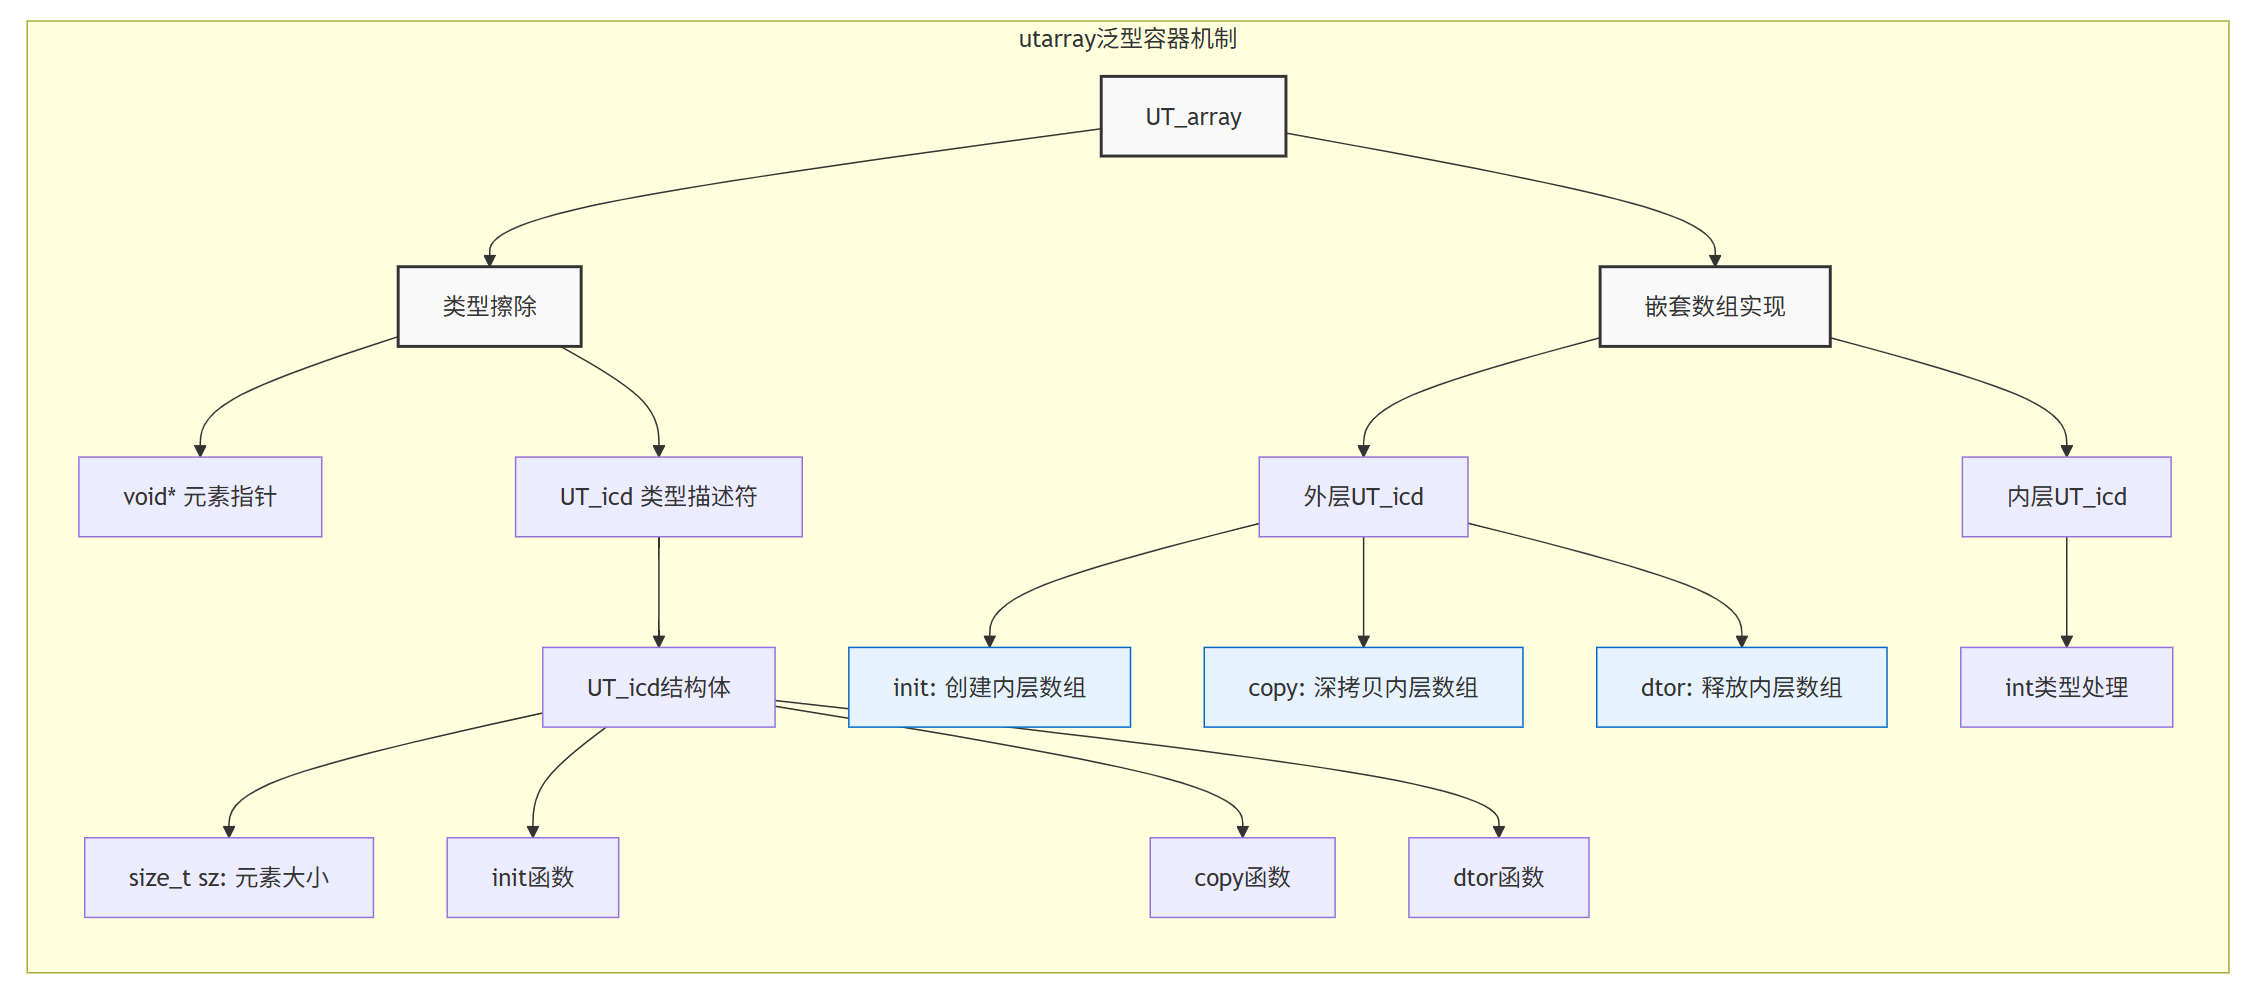 utarray泛型容器机制
UT_array
类型擦除
嵌套数组实现
void* 元素指针
UT_icd 类型描述符
外层UT_icd
内层UT_icd
UT_icd结构体
init: 创建内层数组
copy: 深拷贝内层数组
dtor: 释放内层数组
int类型处理
size_t sz: 元素大小
init函数
copy函数
dtor函数